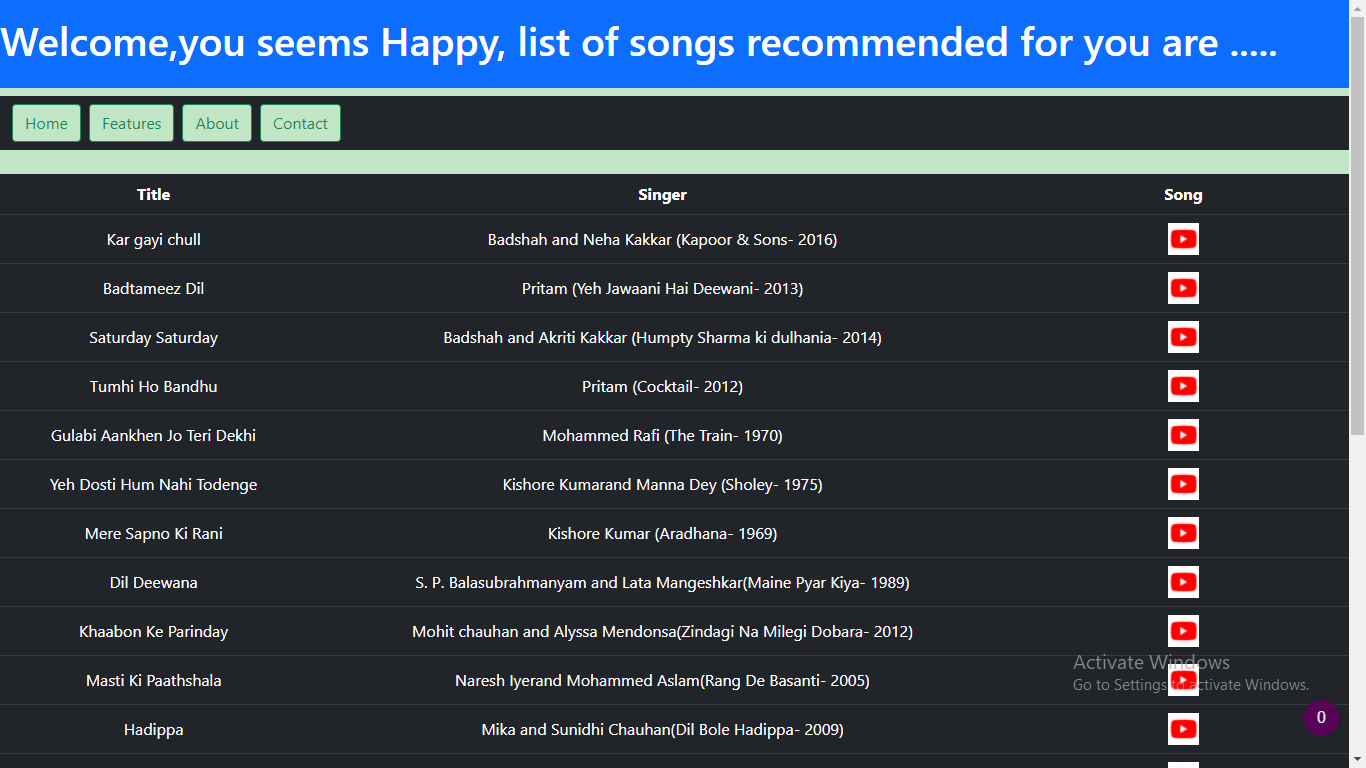 Welcome,you seems Happy, list of songs recommended for you are .....
Home Features About Contact
Title Singer Song
Kar gayi chull Badshah and Neha Kakkar (Kapoor & Sons- 2016)
Badtameez Dil Pritam (Yeh Jawaani Hai Deewani- 2013)
Saturday Saturday Badshah and Akriti Kakkar (Humpty Sharma ki dulhania- 2014)
Tumhi Ho Bandhu Pritam (Cocktail- 2012)
Gulabi Aankhen Jo Teri Dekhi Mohammed Rafi (The Train- 1970)
Yeh Dosti Hum Nahi Todenge Kishore Kumarand Manna Dey (Sholey- 1975)
Mere Sapno Ki Rani Kishore Kumar (Aradhana- 1969)
Dil Deewana S. P. Balasubrahmanyam and Lata Mangeshkar(Maine Pyar Kiya- 1989)
Khaabon Ke Parinday Mohit chauhan and Alyssa Mendonsa(Zindagi Na Milegi Dobara- 2012)
Masti Ki Paathshala Naresh Iyerand Mohammed Aslam(Rang De Basanti- 2005)
Hadippa Mika and Sunidhi Chauhan(Dil Bole Hadippa- 2009)
Activate Windows
Go to Settings to activate Windows.
0